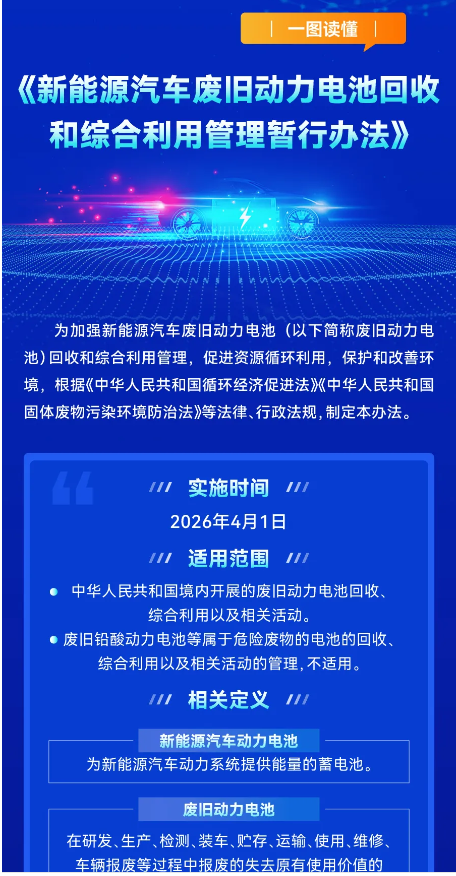 一图读懂
《新能源汽车废旧动力电池回收
和综合利用管理暂行办法》
为加强新能源汽车废旧动力电池（以下简称废旧动力电
池）回收和综合利用管理，促进资源循环利用，保护和改善环
境，根据《中华人民共和国循环经济促进法》《中华人民共和国
固体废物污染环境防治法》等法律、行政法规，制定本办法。
实施时间
2026年4月1日
适用范围
中华人民共和国境内开展的废旧动力电池回收、
综合利用以及相关活动。
废旧铅酸动力电池等属于危险废物的电池的回收、
综合利用以及相关活动的管理，不适用。
相关定义
新能源汽车动力电池
为新能源汽车动力系统提供能量的蓄电池。
废旧动力电池
在研发、生产、检测、装车、贮存、运输、使用、维修、
车辆报废等过程中报废的失去原有使用价值的